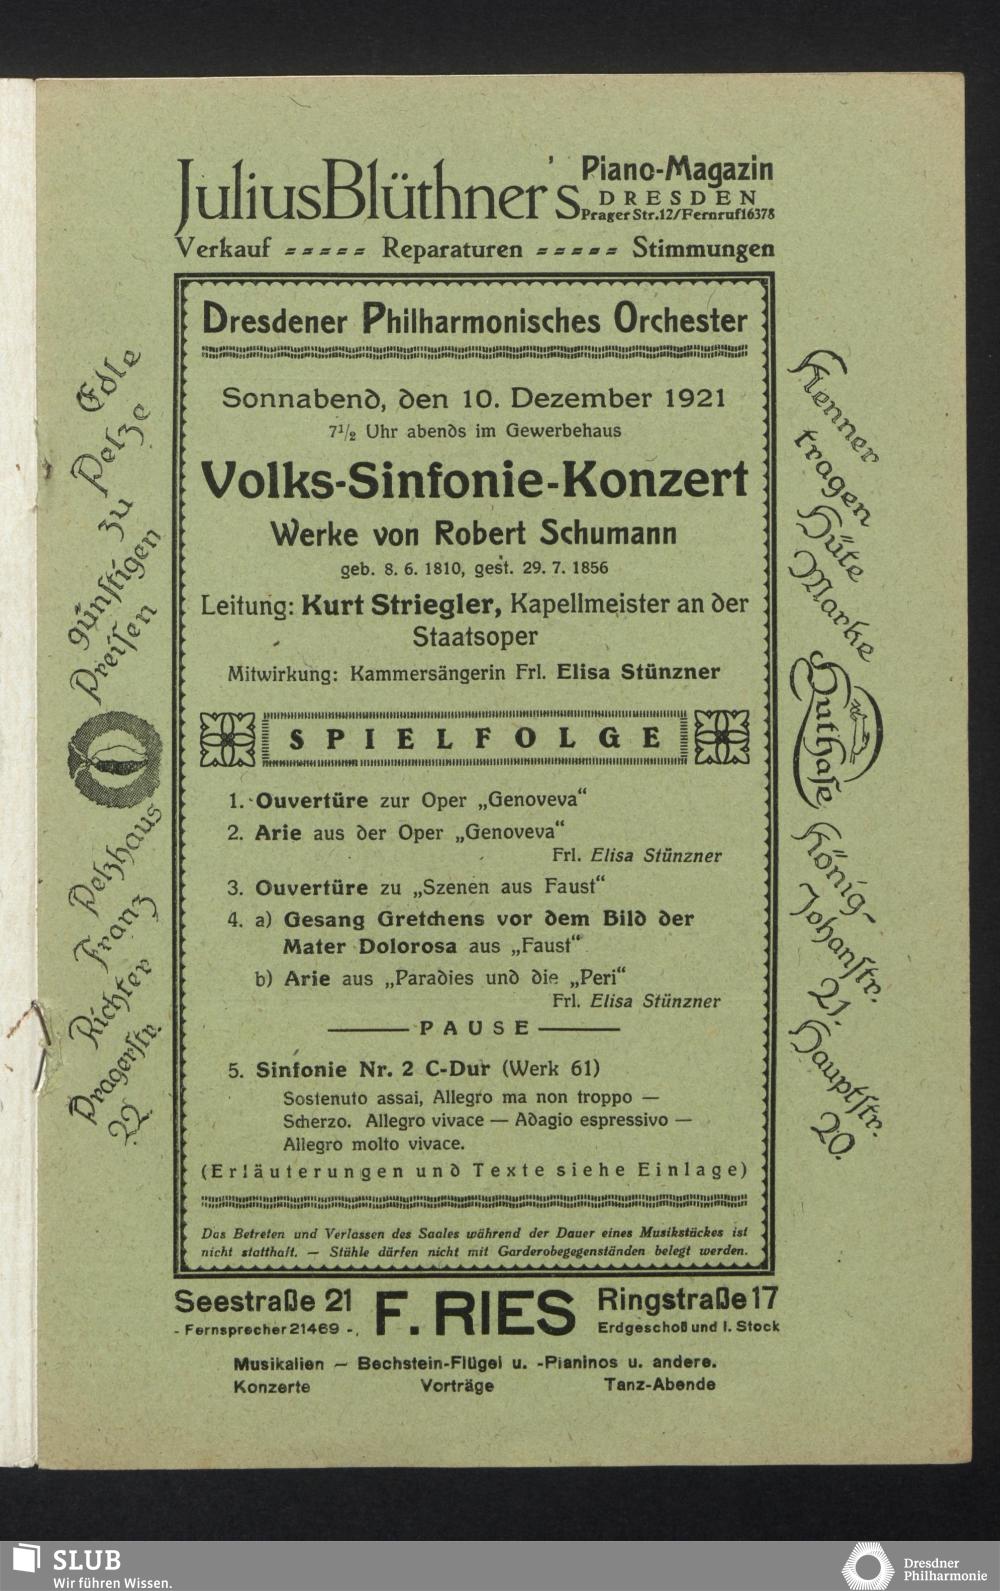 Julius Blüthner's Piano-Magazin
DRESDEN
Prager Str.12/Fernruf16378
Verkauf ===== Reparaturen ===== Stimmungen
Dresdener Philharmonisches Orchester
Sonnabend, den 10. Dezember 1921
7½ Uhr abends im Gewerbehaus
Volks-Sinfonie-Konzert
Werke von Robert Schumann
geb. 8. 6. 1810, gest. 29. 7. 1856
Leitung: Kurt Striegler, Kapellmeister an der
Staatsoper
Mitwirkung: Kammersängerin Frl. Elisa Stünzner
SPIELFOLGE
1. Ouvertüre zur Oper „Genoveva“
2. Arie aus der Oper „Genoveva“
Frl. Elisa Stünzner
3. Ouvertüre zu „Szenen aus Faust“
4. a) Gesang Gretchens vor dem Bild der
Mater Dolorosa aus „Faust“
b) Arie aus „Paradies und die „Peri“
Frl. Elisa Stünzner
PAUSE
5. Sinfonie Nr. 2 C-Dur (Werk 61)
Sostenuto assai, Allegro ma non troppo —
Scherzo. Allegro vivace — Adagio espressivo —
Allegro molto vivace.
(Erläuterungen und Texte siehe Einlage)
Das Betreten und Verlassen des Saales während der Dauer eines Musikstückes ist
nicht statthaft. — Stühle dürfen nicht mit Garderobegegenständen belegt werden.
Edle
Pelze
zu
günstigen
Preisen
Pelzhaus
Franz
Richter
Pragerstr.
22.
Kenner
tragen
Hüte
Marke
Huthase
König-
Johanstr.
21.
Hauptstr.
20.
Seestraße 21 F. RIES Ringstraße 17
- Fernsprecher 21469 -, Erdgeschoß und I. Stock
Musikalien — Bechstein-Flügel u. -Pianinos u. andere.
Konzerte Vorträge Tanz-Abende
SLUB
Wir führen Wissen.
Dresdner
Philharmonie